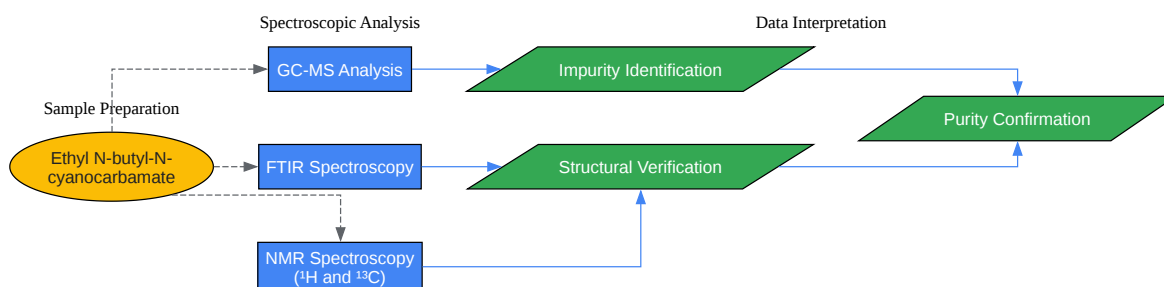 Spectroscopic Analysis
Data Interpretation
GC-MS Analysis
Impurity Identification
Sample Preparation
Purity Confirmation
Ethyl N-butyl-N-
cyanocarbamate
FTIR Spectroscopy
Structural Verification
NMR Spectroscopy
(¹H and ¹³C)